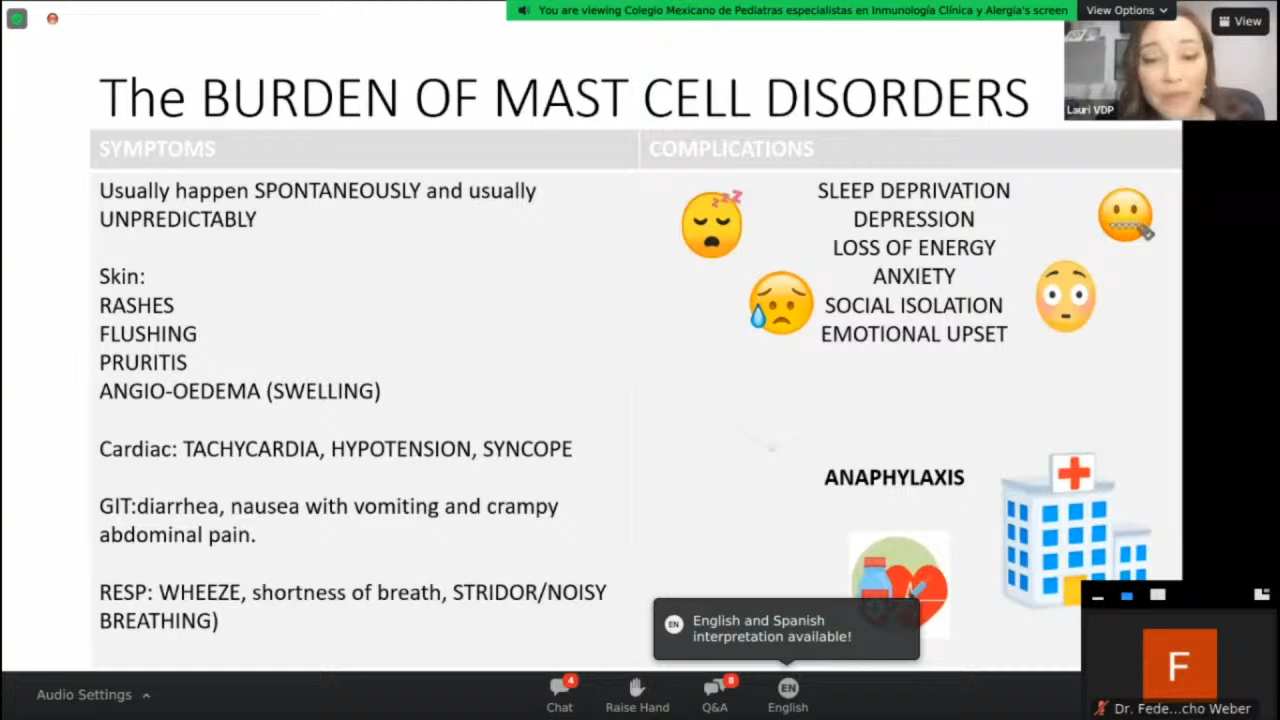 You are viewing Colegio Mexicano de Pediatras especialistas en Inmunología Clínica y Alergia's screen
View Options
View
Lauri VDP
The BURDEN OF MAST CELL DISORDERS
SYMPTOMS
COMPLICATIONS
Usually happen SPONTANEOUSLY and usually
UNPREDICTABLY
Skin:
RASHES
FLUSHING
PRURITIS
ANGIO-OEDEMA (SWELLING)
Cardiac: TACHYCARDIA, HYPOTENSION, SYNCOPE
GIT:diarrhea, nausea with vomiting and crampy
abdominal pain.
RESP: WHEEZE, shortness of breath, STRIDOR/NOISY
BREATHING)
zzz
SLEEP DEPRIVATION
DEPRESSION
LOSS OF ENERGY
ANXIETY
SOCIAL ISOLATION
EMOTIONAL UPSET
ANAPHYLAXIS
EN
English and Spanish
interpretation available!
F
Dr. Fede...cho Weber
Audio Settings
4
Chat
Raise Hand
8
Q&A
EN
English